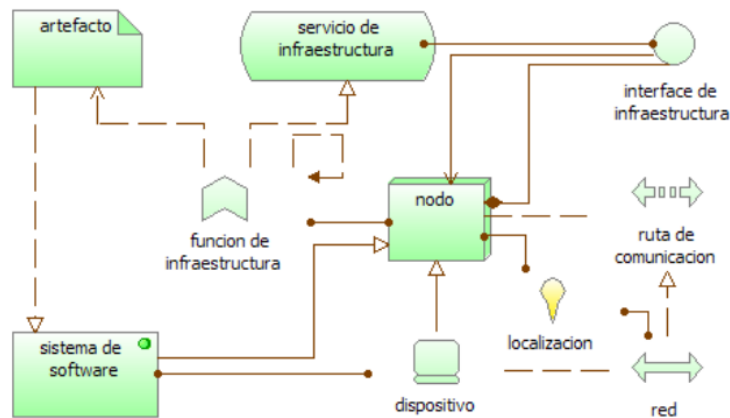 artefacto
servicio de
infraestructura
interface de
infraestructura
nodo
funcion de
infraestructura
ruta de
comunicacion
sistema de
software
localizacion
dispositivo
red